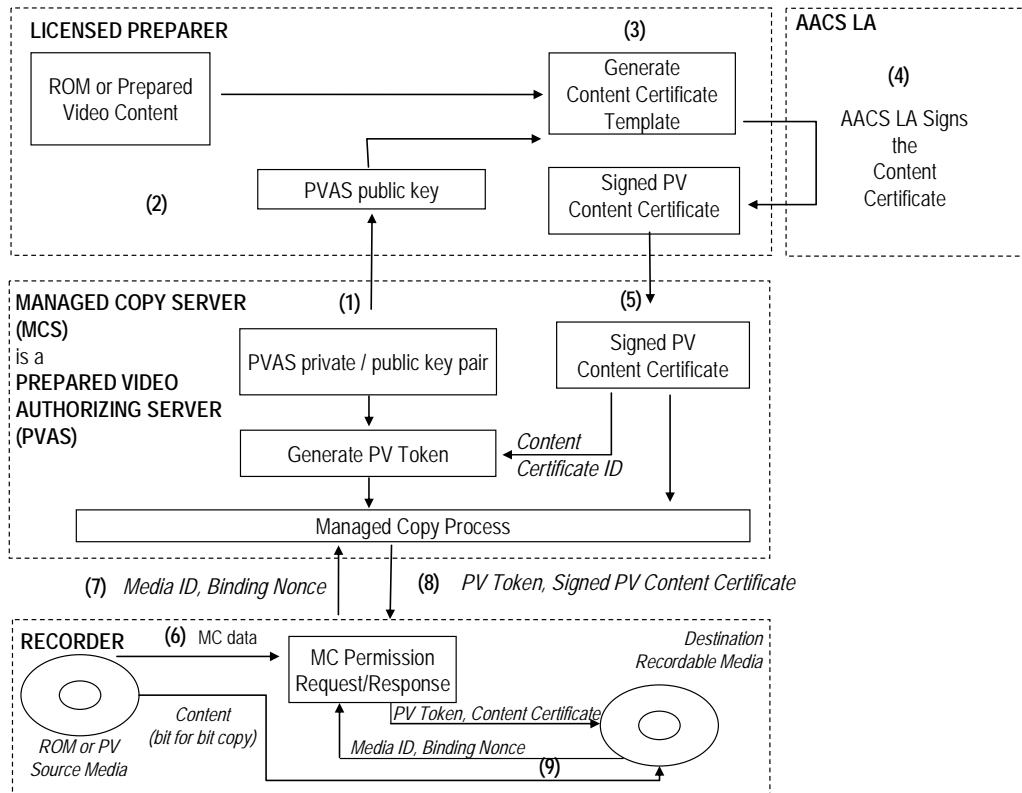 LICENSED PREPARER
(3)
AACS LA
ROM or Prepared
Video Content
Generate
Content Certificate
Template
(4)
AACS LA Signs
the
Content
Certificate
(2)
PVAS public key
Signed PV
Content Certificate
MANAGED COPY SERVER
(MCS)
is a
PREPARED VIDEO
AUTHORIZING SERVER
(PVAS)
(1)
(5)
PVAS private / public key pair
Signed PV
Content Certificate
Generate PV Token
Content
Certificate ID
Managed Copy Process
(7) Media ID, Binding Nonce
(8) PV Token, Signed PV Content Certificate
RECORDER
(6) MC data
MC Permission
Request/Response
Destination
Recordable Media
PV Token, Content Certificate
Content
(bit for bit copy)
Media ID, Binding Nonce
(9)
ROM or PV
Source Media